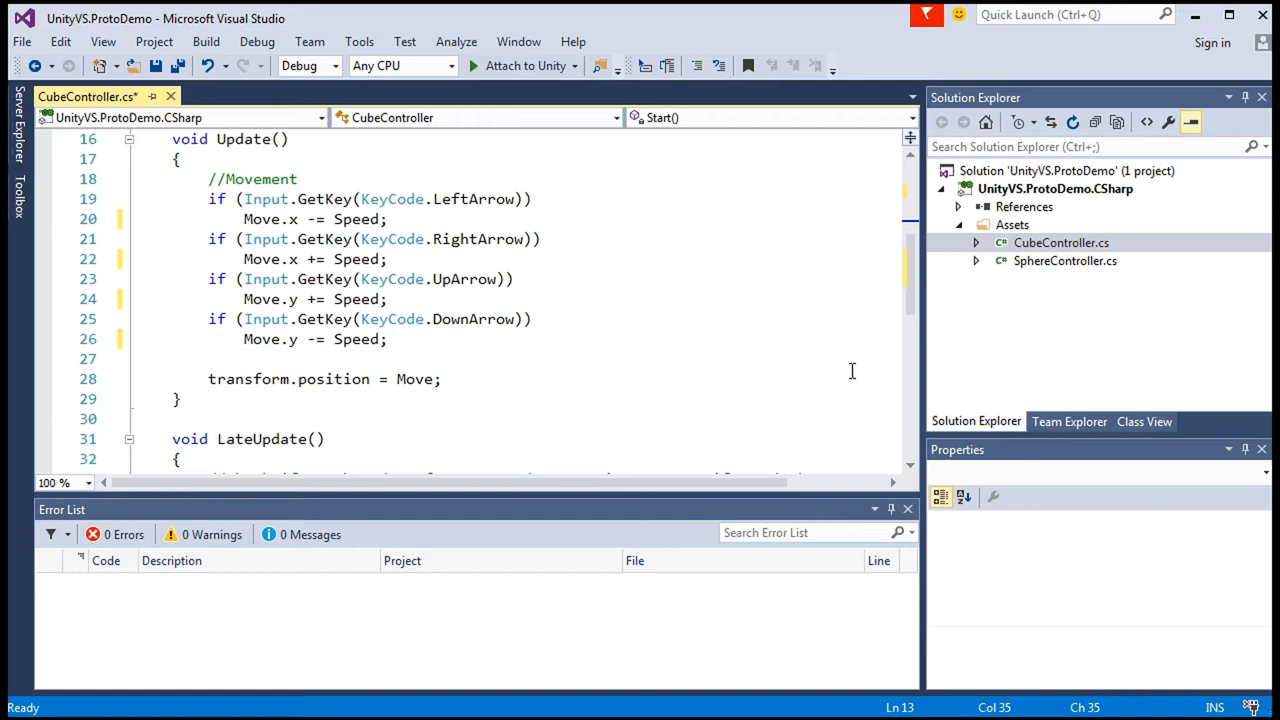 UnityVS.ProtoDemo - Microsoft Visual Studio
Quick Launch (Ctrl+Q)
File Edit View Project Build Debug Team Tools Test Analyze Window Help
Sign in
Debug Any CPU Attach to Unity
Server Explorer
Toolbox
CubeController.cs*
UnityVS.ProtoDemo.CSharp CubeController Start()
16 void Update()
17 {
18 //Movement
19 if (Input.GetKey(KeyCode.LeftArrow))
20 Move.x -= Speed;
21 if (Input.GetKey(KeyCode.RightArrow))
22 Move.x += Speed;
23 if (Input.GetKey(KeyCode.UpArrow))
24 Move.y += Speed;
25 if (Input.GetKey(KeyCode.DownArrow))
26 Move.y -= Speed;
27
28 transform.position = Move;
29 }
30
31 void LateUpdate()
32 {
100 %
Error List
0 Errors 0 Warnings 0 Messages
Search Error List
Code Description Project File Line
Solution Explorer
Search Solution Explorer (Ctrl+;)
Solution 'UnityVS.ProtoDemo' (1 project)
UnityVS.ProtoDemo.CSharp
References
Assets
C# CubeController.cs
C# SphereController.cs
Solution Explorer Team Explorer Class View
Properties
Ready Ln 13 Col 35 Ch 35 INS